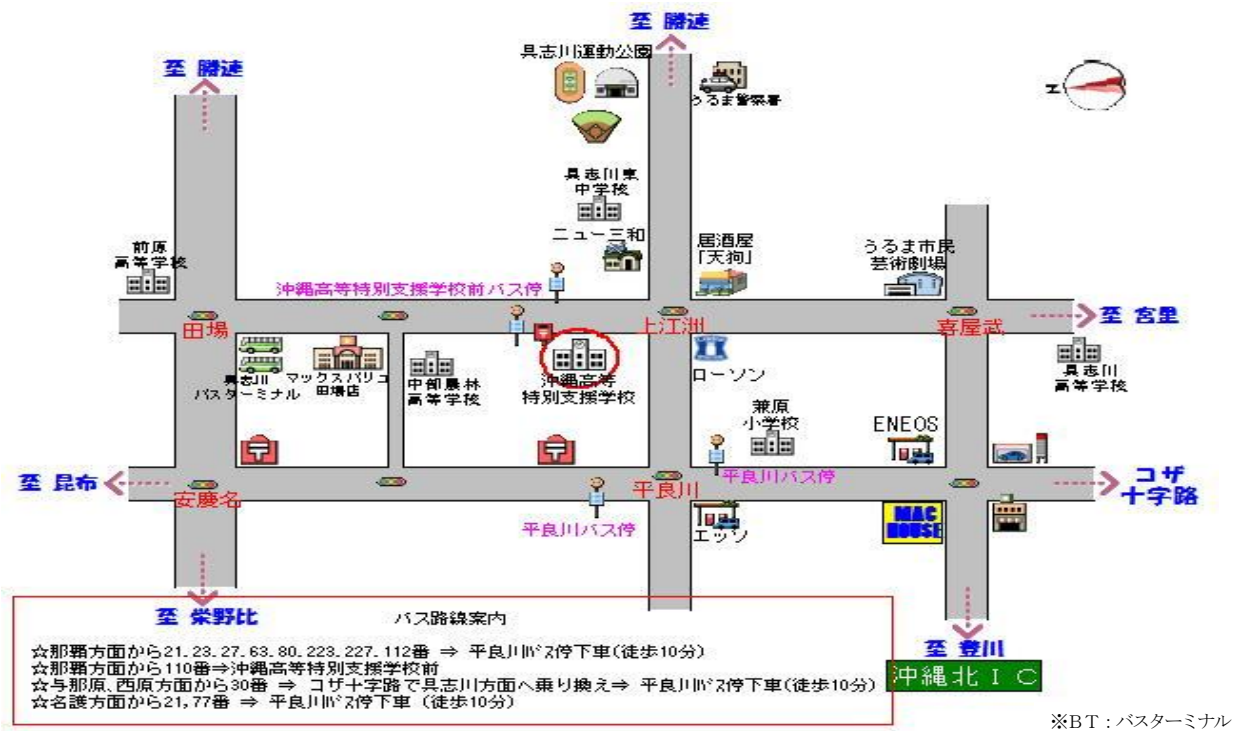 至 勝連
具志川運動公園
至 勝連
うるま警察署
具志川東
中学校
ニュー三和
前原
高等学校
居酒屋
「天狗」
うるま市民
芸術劇場
沖縄高等特別支援学校前バス停
田場
上江洲
喜屋武
至 宮里
具志川
バスターミナル
マックスバリュ
田場店
中部農林
高等学校
沖縄高等
特別支援学校
ローソン
具志川
高等学校
兼原
小学校
ENEOS
至 昆布
安慶名
平良川
平良川バス停
コザ
十字路
平良川バス停
エッソ
MAC
HOUSE
至 栄野比
バス路線案内
至 登川
☆那覇方面から21.23.27.63.80.223.227.112番 ⇒ 平良川バス停下車(徒歩10分)
☆那覇方面から110番⇒沖縄高等特別支援学校前
☆与那原、西原方面から30番 ⇒ コザ十字路で具志川方面へ乗り換え⇒ 平良川バス停下車(徒歩10分)
☆名護方面から21,77番 ⇒ 平良川バス停下車 (徒歩10分)
沖縄北ＩＣ
※ＢＴ：バスターミナル